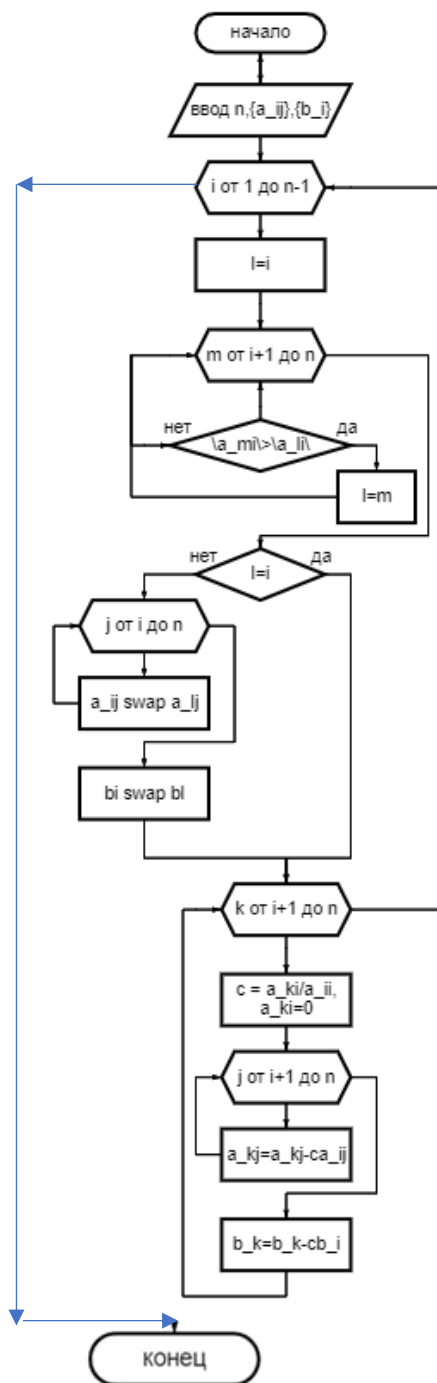 начало
ввод n,{a_ij},{b_i}
i от 1 до n-1
l=i
m от i+1 до n
нет
\a_mi\>\a_li\
да
l=m
нет
l=i
да
j от i до n
a_ij swap a_lj
bi swap bl
k от i+1 до n
c = a_ki/a_ii,
a_ki=0
j от i+1 до n
a_kj=a_kj-ca_ij
b_k=b_k-cb_i
конец